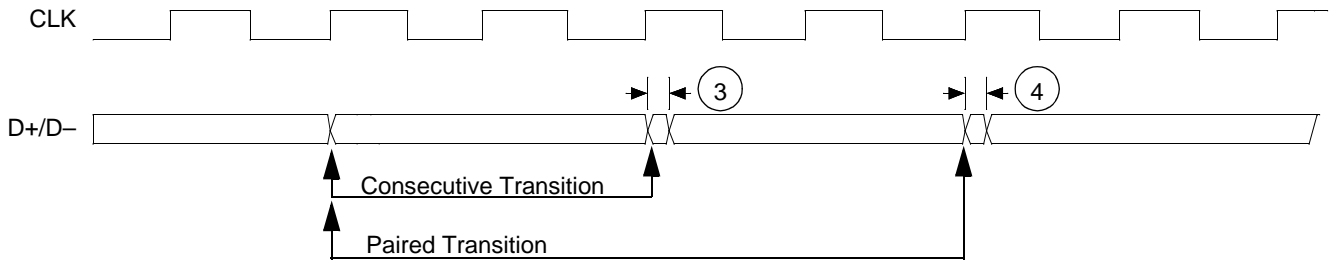 CLK
3
4
D+/D–
Consecutive Transition
Paired Transition